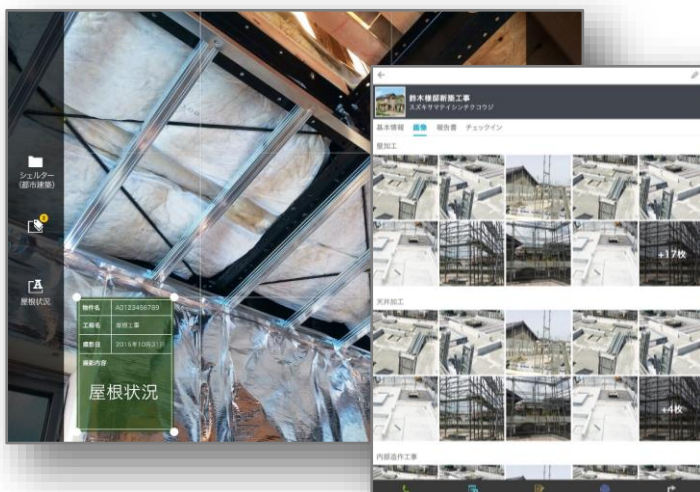 シェルター
(都市建築)
2
屋根状況
物件名 A0123456789
工程名 屋根工事
撮影日 2015年10月21日
撮影内容
屋根状況
鈴木様邸新築工事
スズキサマテイシンチクコウジ
基本情報 画像 報告書 チェックイン
壁加工
+17枚
天井加工
+4枚
内部造作工事